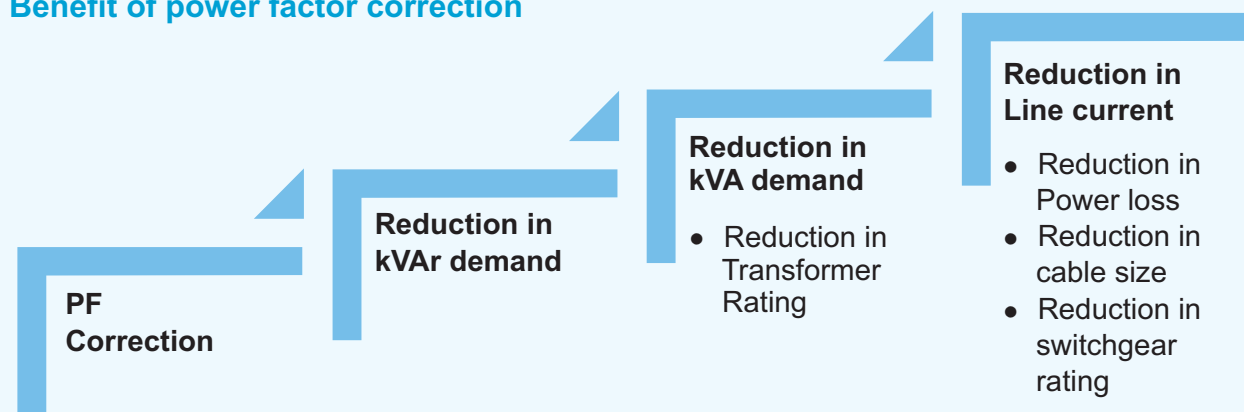 Benefit of power factor correction
PF
Correction
Reduction in
kVAr demand
Reduction in
kVA demand
● Reduction in
Transformer
Rating
Reduction in
Line current
● Reduction in
Power loss
● Reduction in
cable size
● Reduction in
switchgear
rating